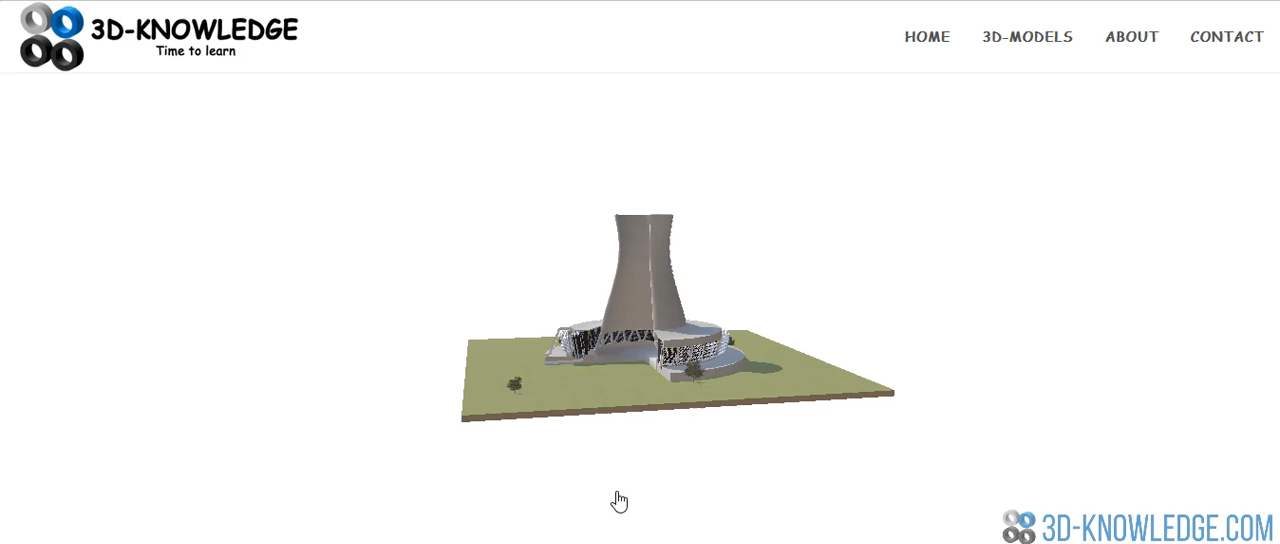 3D-KNOWLEDGE
Time to learn
HOME 3D-MODELS ABOUT CONTACT
3D-KNOWLEDGE.COM